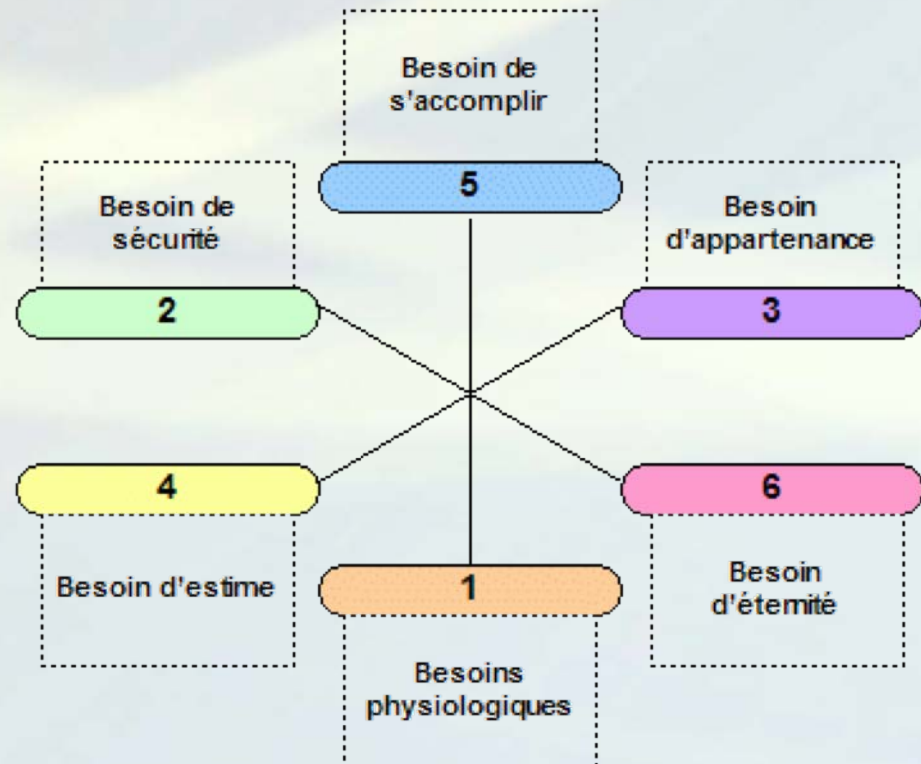 Besoin de
s'accomplir
5
Besoin de
sécurité
2
Besoin
d'appartenance
3
4
Besoin d'estime
6
Besoin
d'éternité
1
Besoins
physiologiques